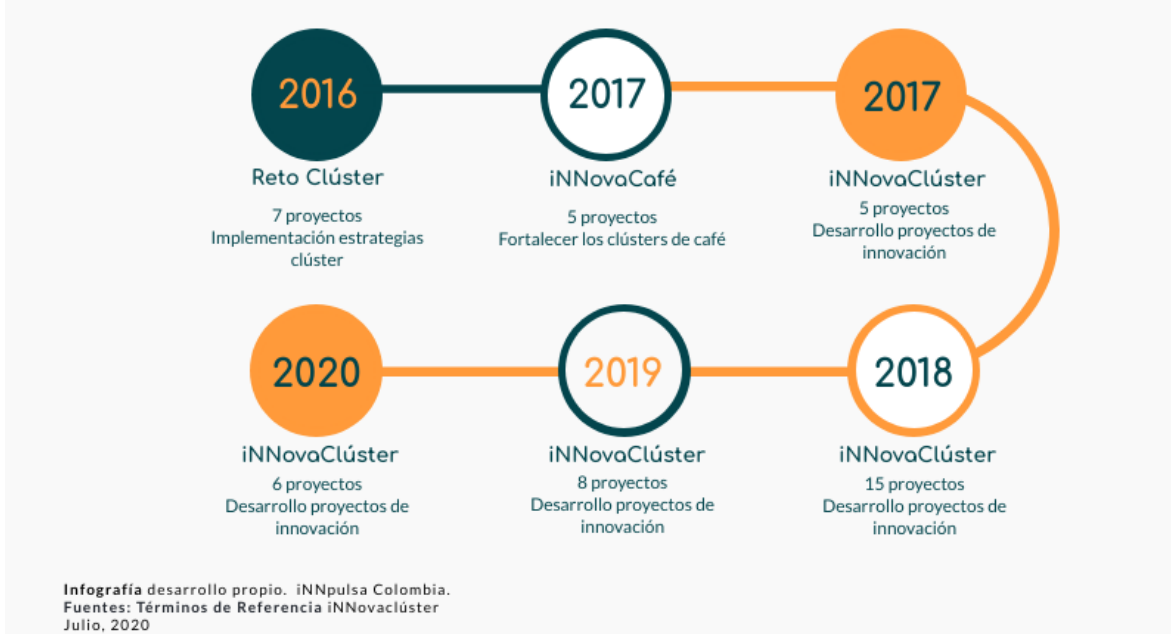 2016
Reto Clúster
7 proyectos
Implementación estrategias
clúster
2017
iNNovaCafé
5 proyectos
Fortalecer los clústers de café
2017
iNNovaClúster
5 proyectos
Desarrollo proyectos de
innovación
2018
iNNovaClúster
15 proyectos
Desarrollo proyectos de
innovación
2019
iNNovaClúster
8 proyectos
Desarrollo proyectos de
innovación
2020
iNNovaClúster
6 proyectos
Desarrollo proyectos de
innovación
Infografía desarrollo propio. iNNpulsa Colombia.
Fuentes: Términos de Referencia iNNovaclúster
Julio, 2020